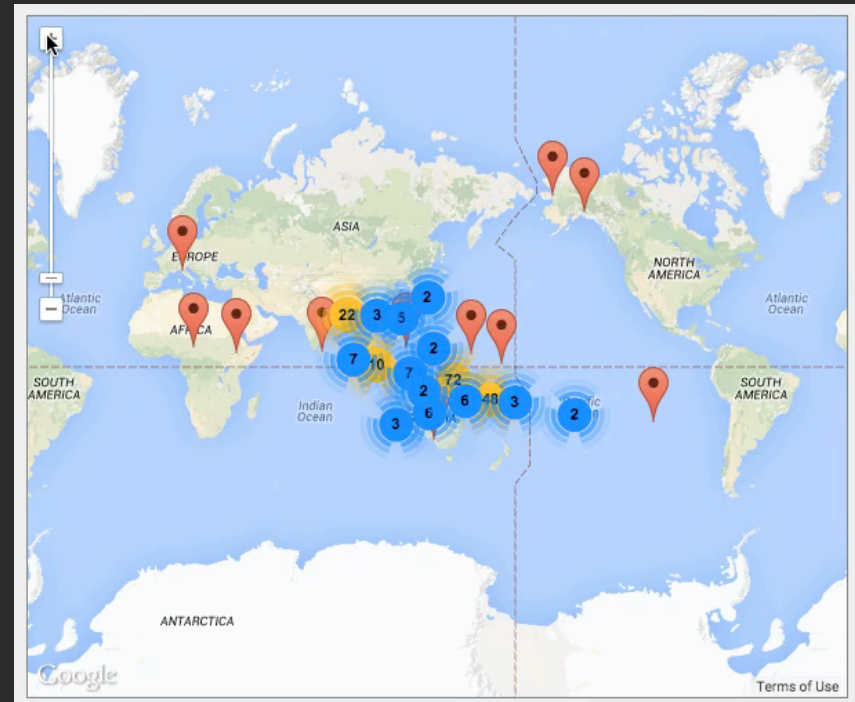 ASIA
EUROPE
NORTH
AMERICA
Atlantic
Ocean
Atlantic
Ocean
2
22
3
5
AFRICA
2
7
10
7
72
SOUTH
AMERICA
SOUTH
AMERICA
2
6
48
3
Indian
Ocean
6
2
3
ANTARCTICA
Google
Terms of Use